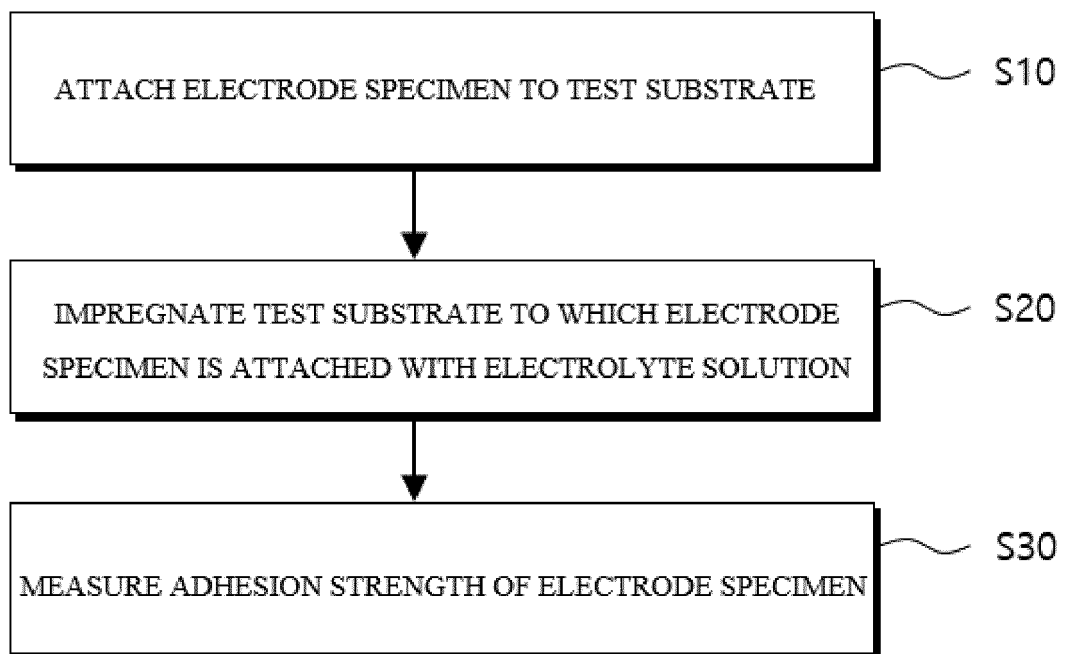 ATTACH ELECTRODE SPECIMEN TO TEST SUBSTRATE
S10
IMPREGNATE TEST SUBSTRATE TO WHICH ELECTRODE
SPECIMEN IS ATTACHED WITH ELECTROLYTE SOLUTION
S20
MEASURE ADHESION STRENGTH OF ELECTRODE SPECIMEN
S30